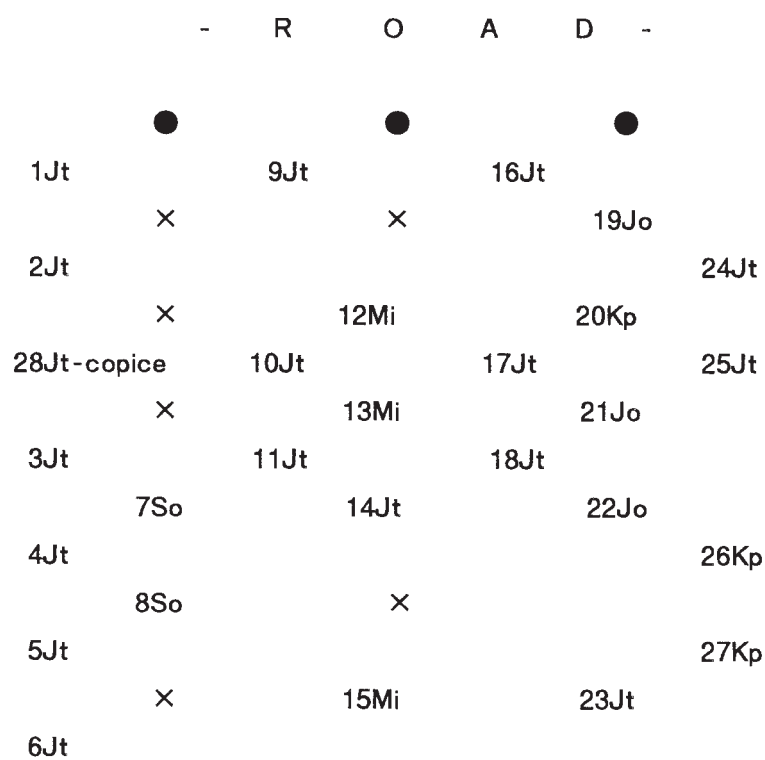 - R O A D -
● ● ●
1Jt 9Jt 16Jt
× × 19Jo
2Jt 24Jt
× 12Mi 20Kp
28Jt-copice 10Jt 17Jt 25Jt
× 13Mi 21Jo
3Jt 11Jt 18Jt
7So 14Jt 22Jo
4Jt 26Kp
8So ×
5Jt 27Kp
× 15Mi 23Jt
6Jt